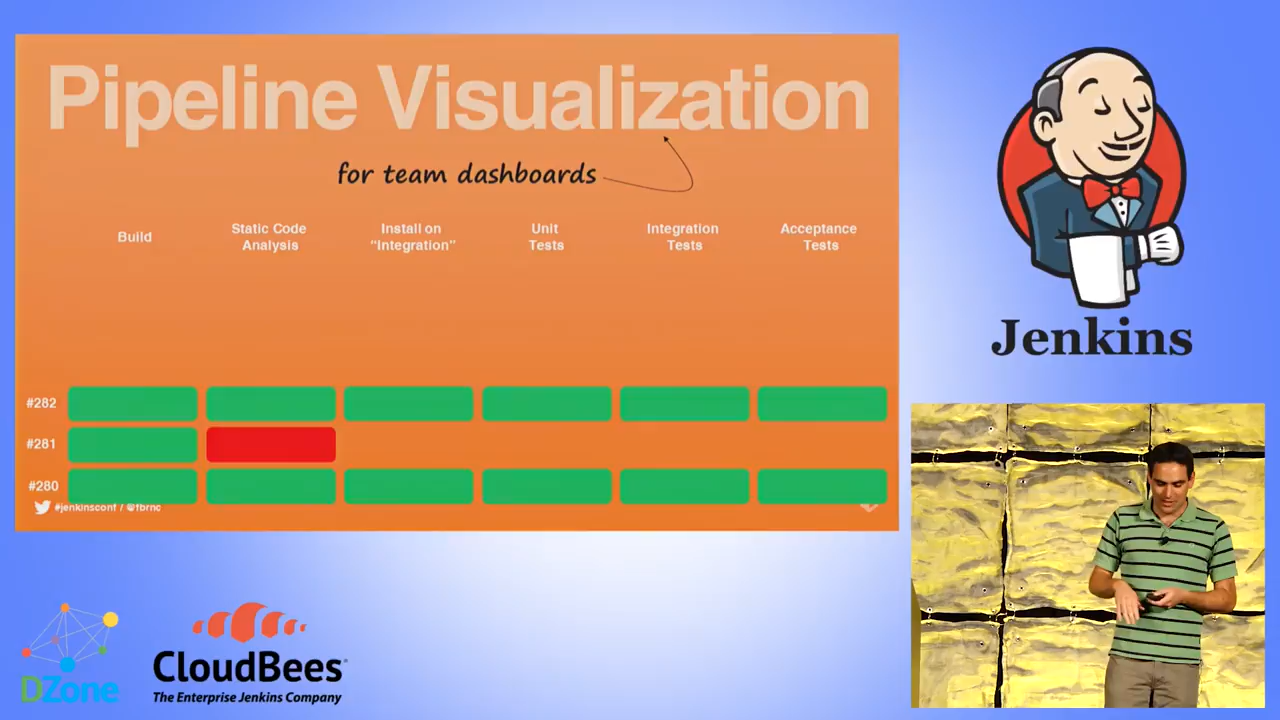 Pipeline Visualization
for team dashboards
Build
Static Code
Analysis
Install on
“Integration”
Unit
Tests
Integration
Tests
Acceptance
Tests
#282
#281
#280
#jenkinsconf / @fbrnc
Jenkins
DZone
CloudBees
The Enterprise Jenkins Company